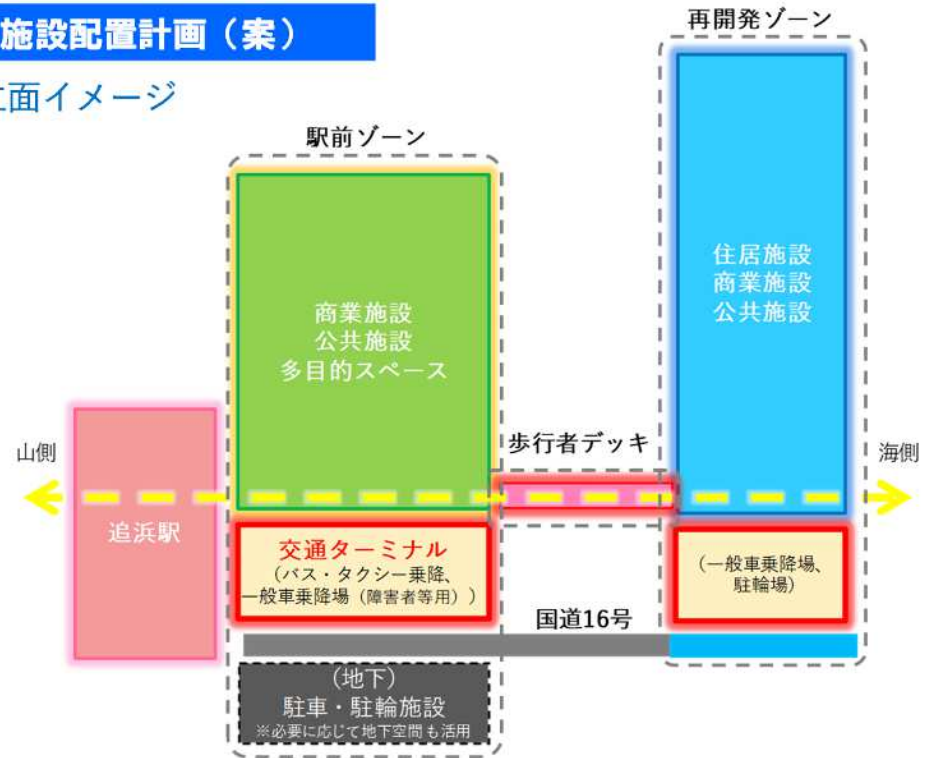 施設配置計画（案）
面イメージ
再開発ゾーン
駅前ゾーン
住居施設
商業施設
公共施設
商業施設
公共施設
多目的スペース
歩行者デッキ
山側
海側
追浜駅
交通ターミナル
（バス・タクシー乗降、
一般車乗降場（障害者等用））
（一般車乗降場、
駐輪場）
国道16号
（地下）
駐車・駐輪施設
※必要に応じて地下空間も活用